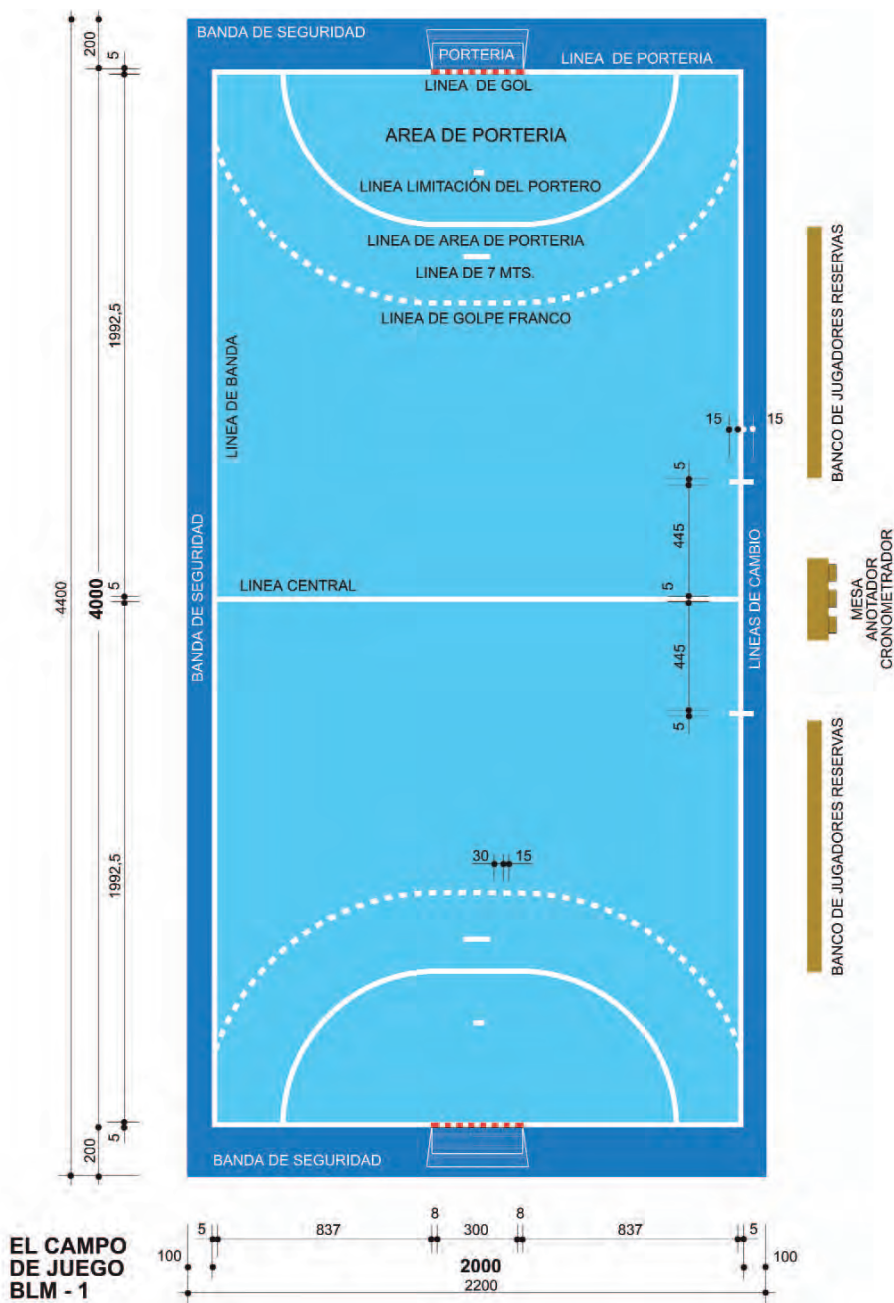 BANDA DE SEGURIDAD
PORTERIA
LINEA DE PORTERIA
LINEA DE GOL
AREA DE PORTERIA
LINEA LIMITACIÓN DEL PORTERO
LINEA DE AREA DE PORTERIA
LINEA DE 7 MTS.
LINEA DE GOLPE FRANCO
LINEA DE BANDA
BANDA DE SEGURIDAD
LINEA CENTRAL
LINEAS DE CAMBIO
BANCO DE JUGADORES RESERVAS
MESA
ANOTADOR
CRONOMETRADOR
BANCO DE JUGADORES RESERVAS
200
5
1992,5
4400
4000
5
1992,5
5
200
15
15
5
445
5
445
5
30
15
BANDA DE SEGURIDAD
5
837
8
300
8
837
5
100
2000
100
2200
EL CAMPO
DE JUEGO
BLM - 1